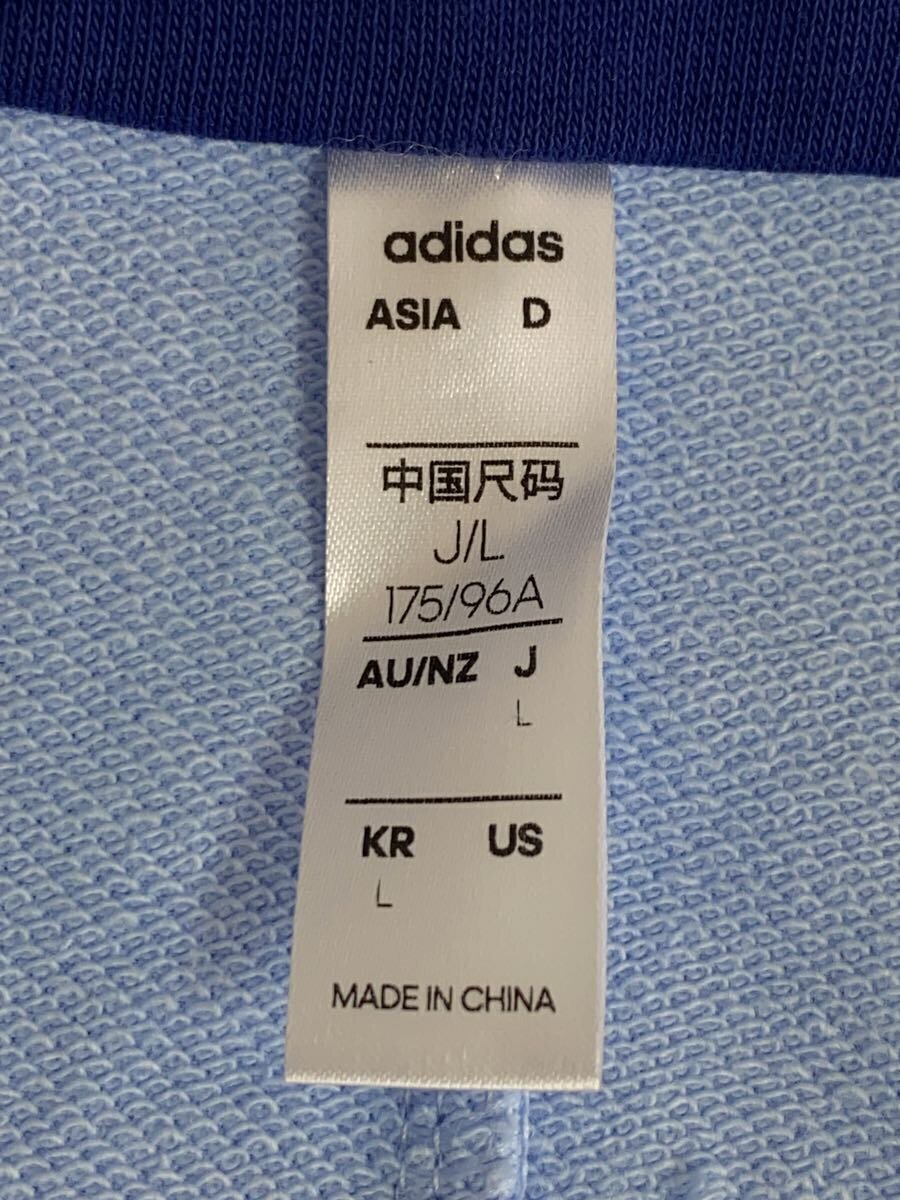 adidas
ASIA D
中国尺码
J/L
175/96A
AU/NZ J
L
KR US
L
MADE IN CHINA